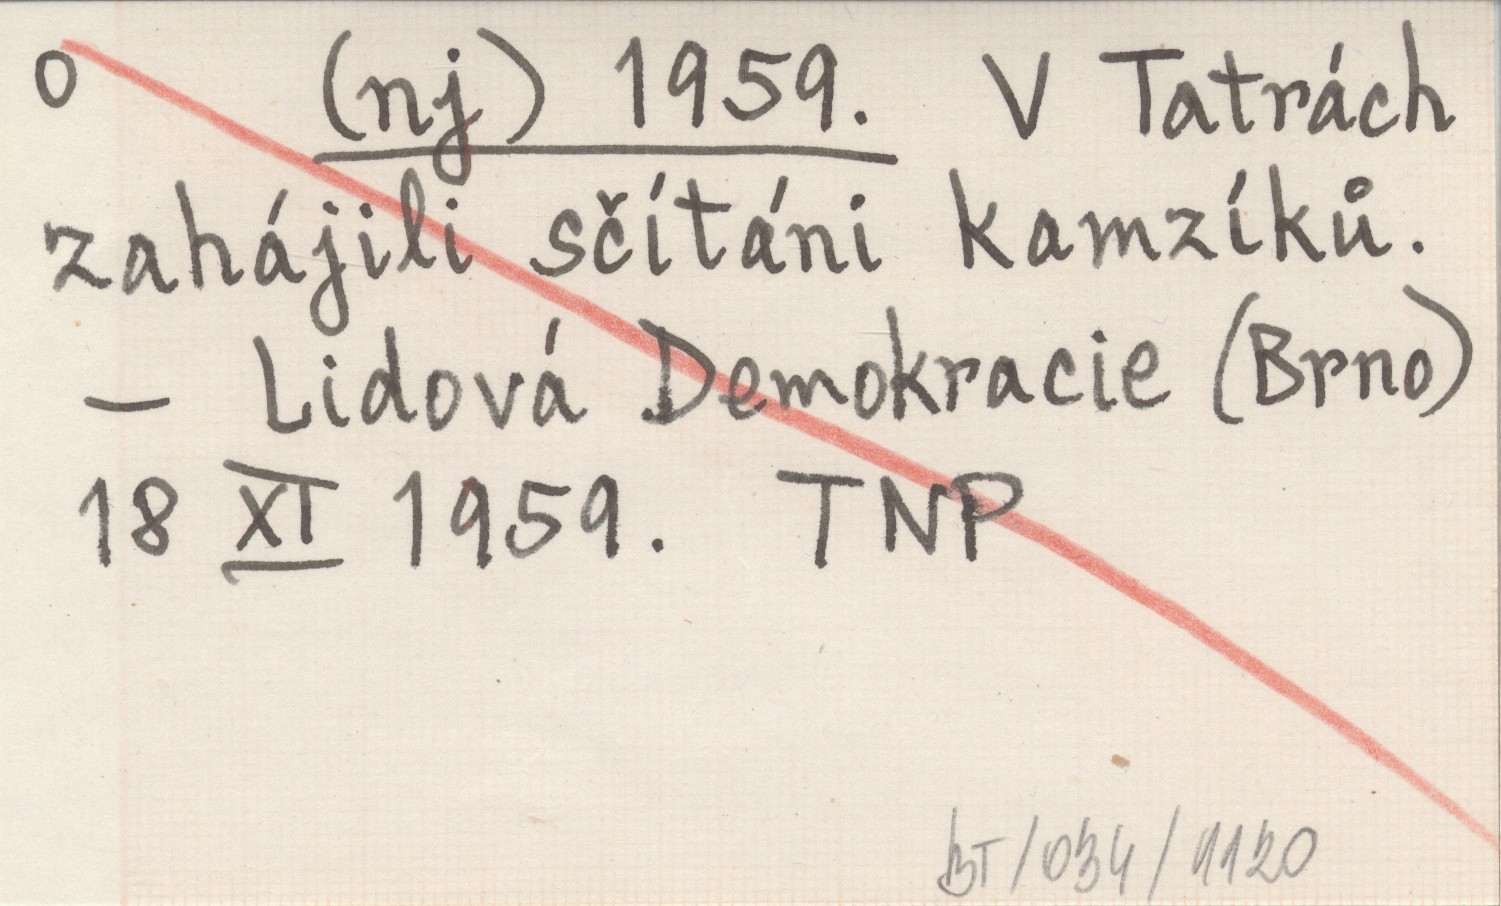 o (nj) 1959. V Tatrách
zahájili sčítáni kamzíků.
— Lidová Demokracie (Brno)
18 XI 1959. TNP
BT/034/1120